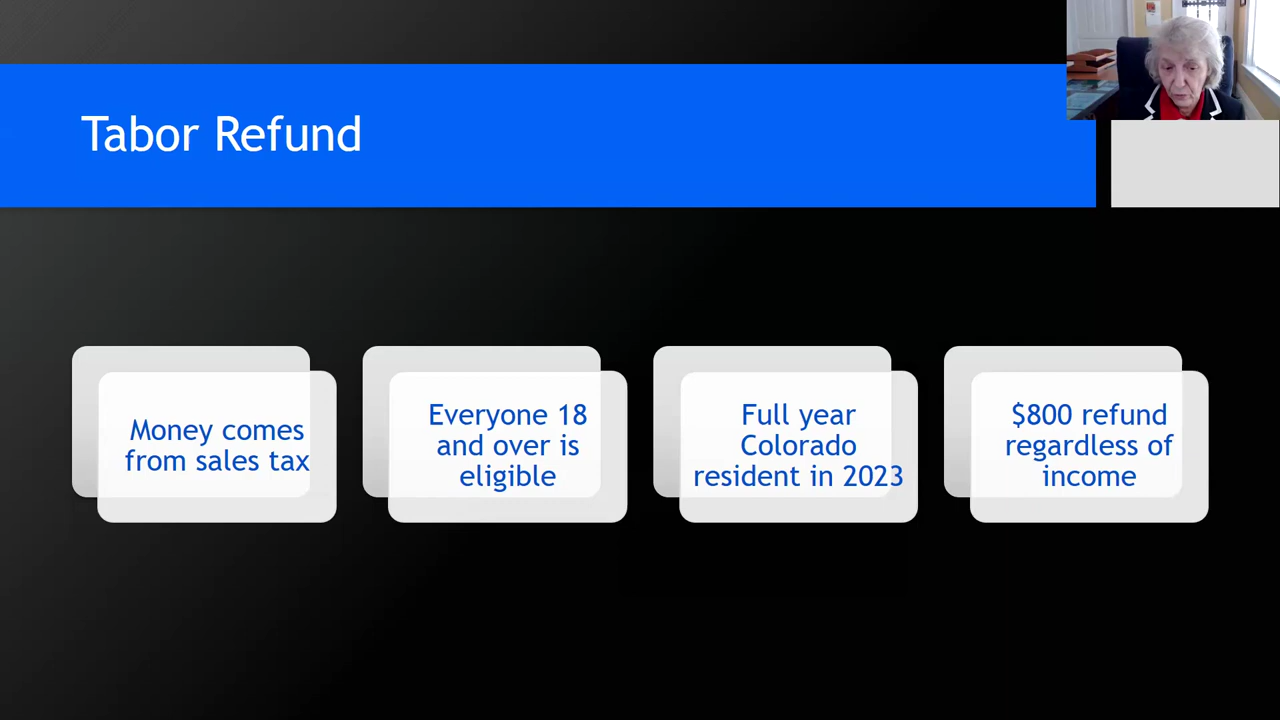 Tabor Refund
Money comes
from sales tax
Everyone 18
and over is
eligible
Full year
Colorado
resident in 2023
$800 refund
regardless of
income